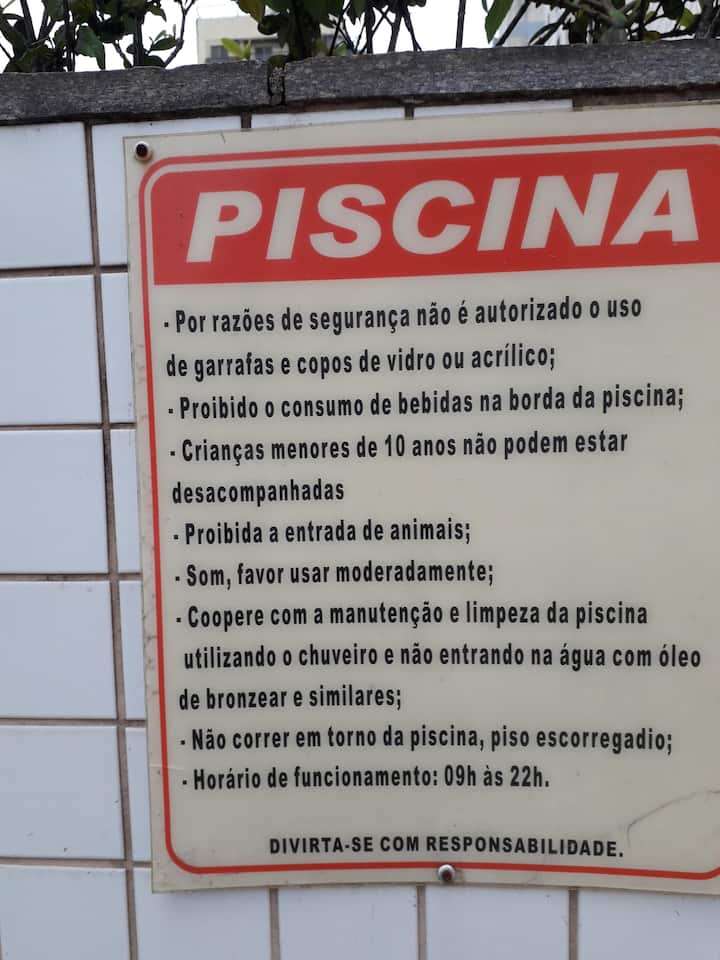 PISCINA
- Por razões de segurança não é autorizado o uso
de garrafas e copos de vidro ou acrílico;
- Proibido o consumo de bebidas na borda da piscina;
- Crianças menores de 10 anos não podem estar
desacompanhadas
- Proibida a entrada de animais;
- Som, favor usar moderadamente;
- Coopere com a manutenção e limpeza da piscina
utilizando o chuveiro e não entrando na água com óleo
de bronzear e similares;
- Não correr em torno da piscina, piso escorregadio;
- Horário de funcionamento: 09h às 22h.
DIVIRTA-SE COM RESPONSABILIDADE.